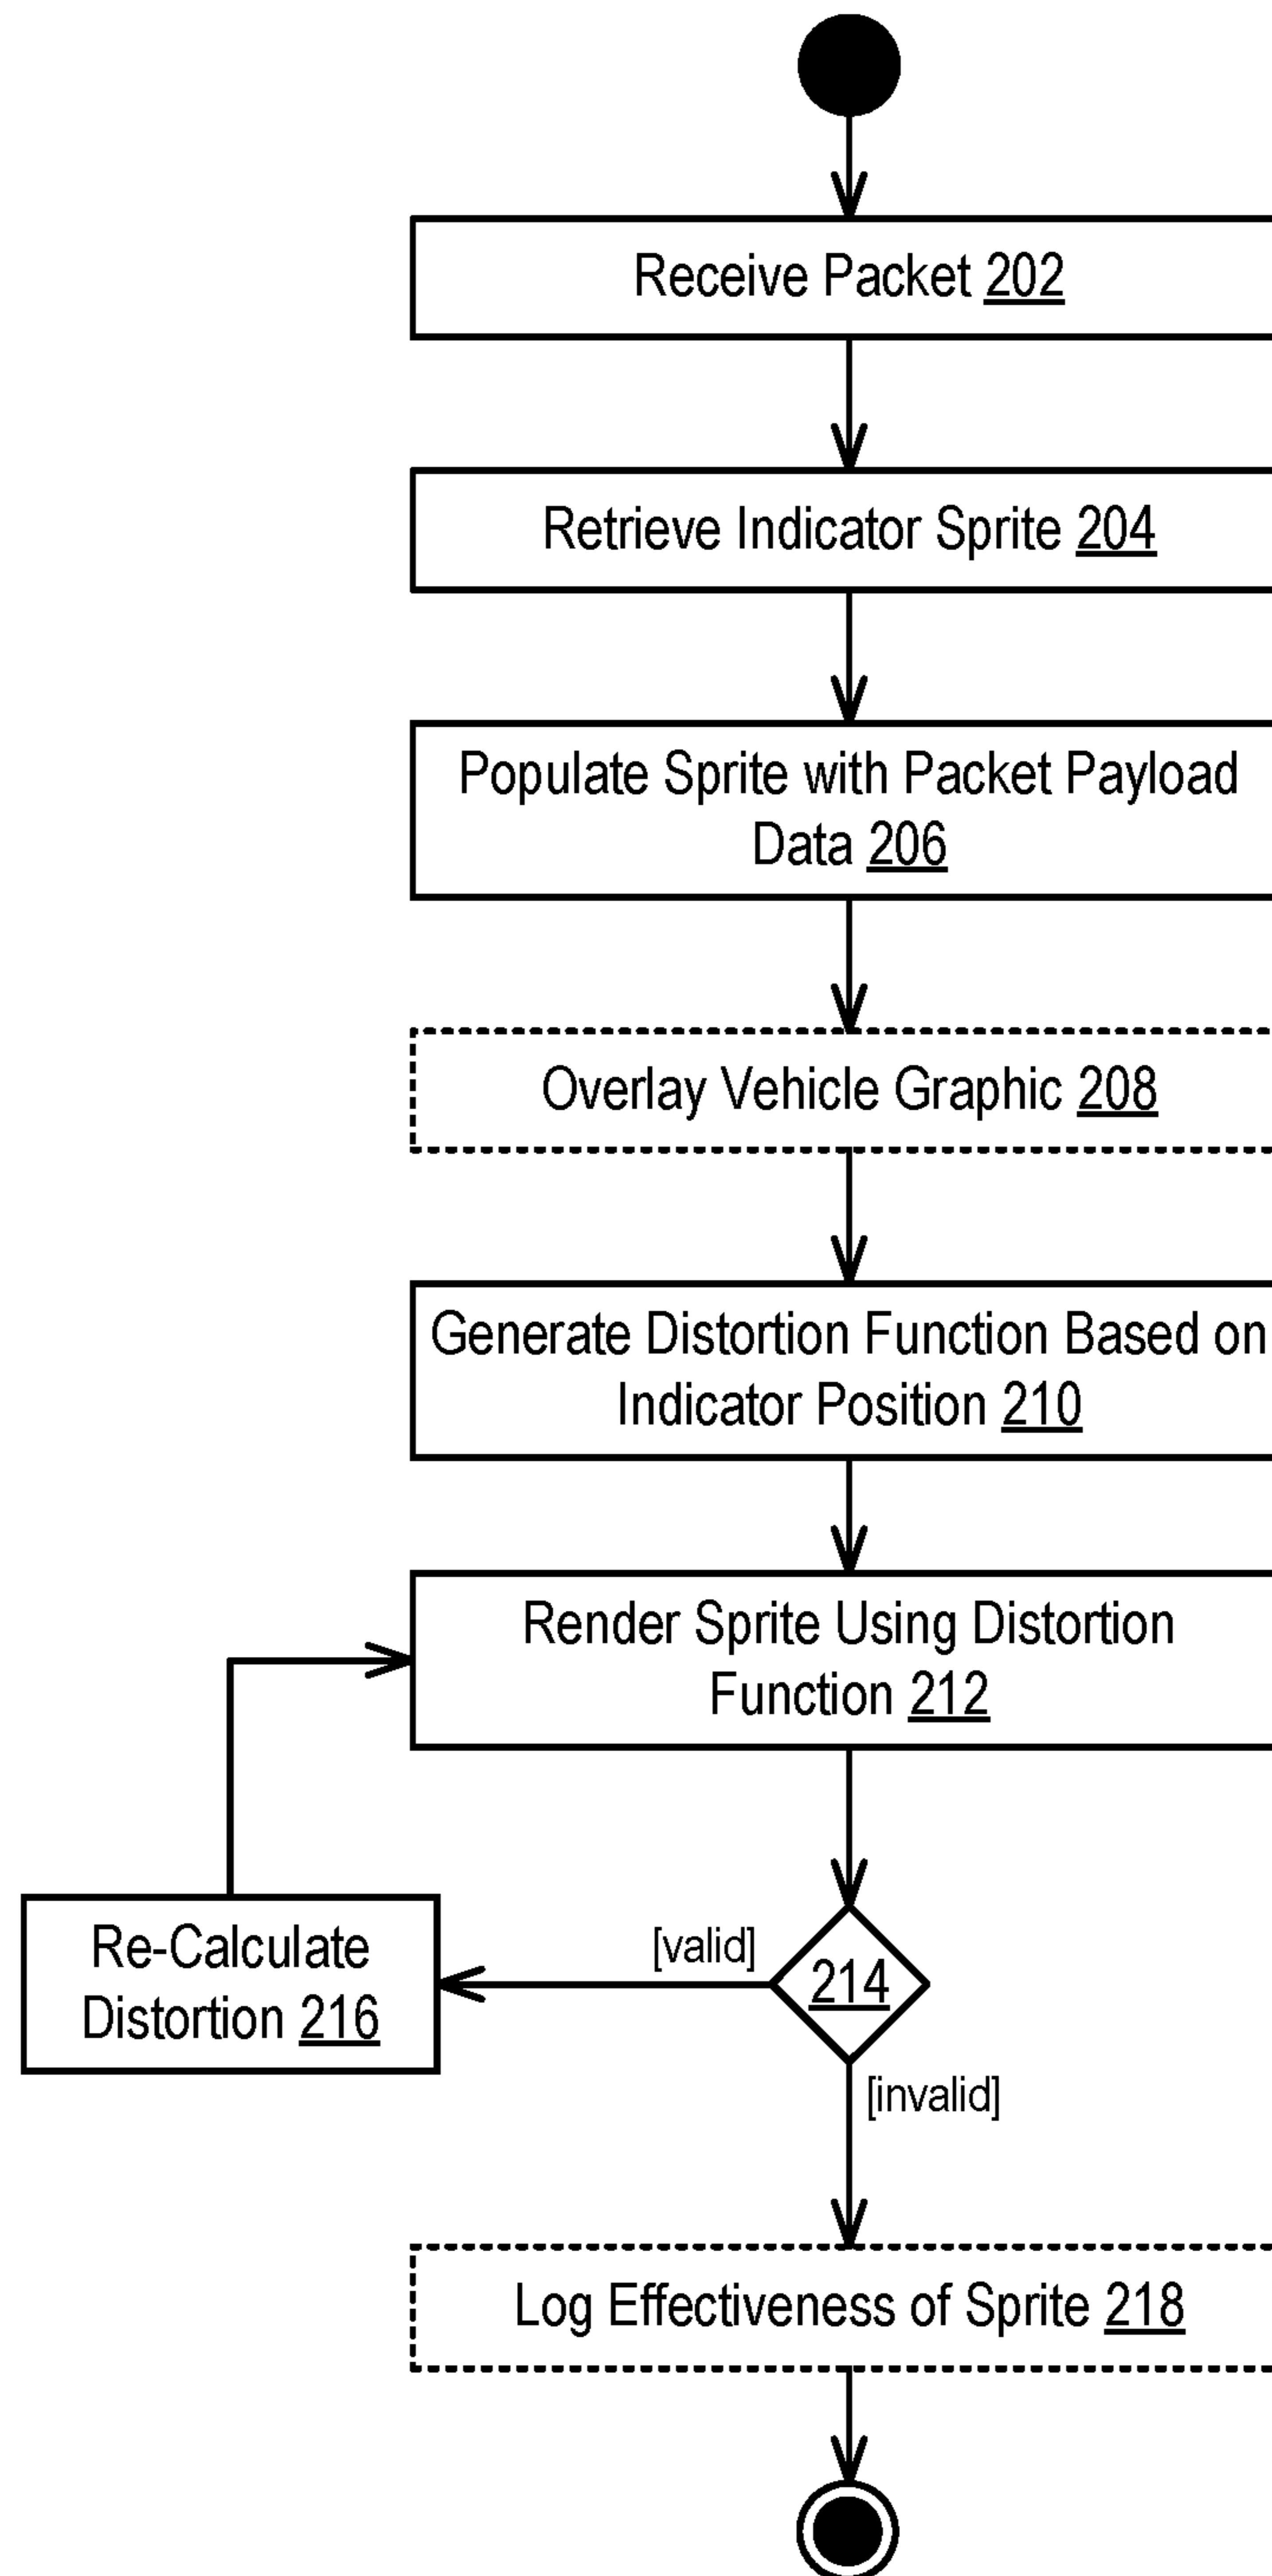 Receive Packet 202
Retrieve Indicator Sprite 204
Populate Sprite with Packet Payload
Data 206
Overlay Vehicle Graphic 208
Generate Distortion Function Based on
Indicator Position 210
Render Sprite Using Distortion
Function 212
[valid]
214
Re-Calculate
Distortion 216
[invalid]
Log Effectiveness of Sprite 218